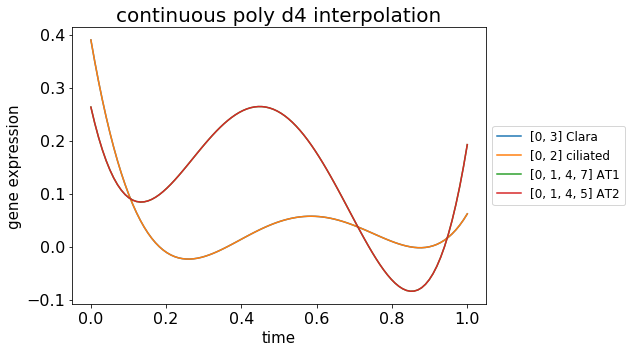 continuous poly d4 interpolation
gene expression
0.4
0.3
0.2
0.1
0.0
−0.1
0.0 0.2 0.4 0.6 0.8 1.0
time
[0, 3] Clara
[0, 2] ciliated
[0, 1, 4, 7] AT1
[0, 1, 4, 5] AT2